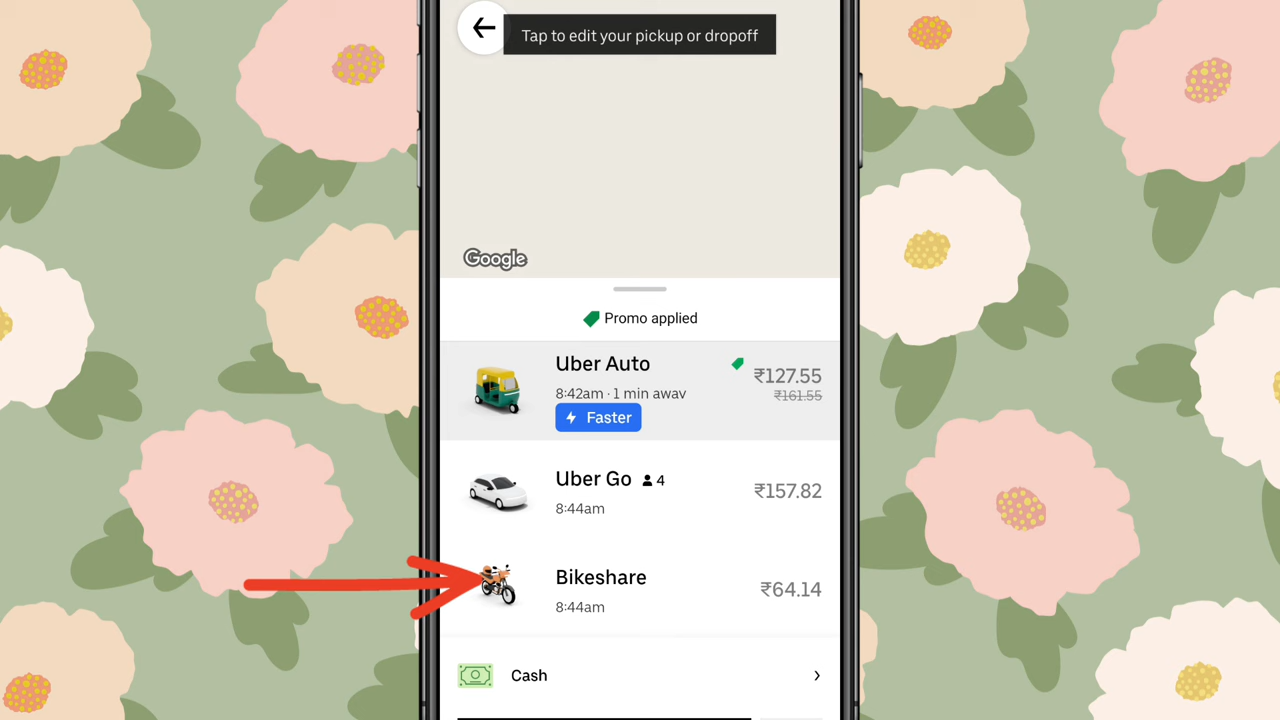 Tap to edit your pickup or dropoff
Google
Promo applied
Uber Auto
₹127.55
8:42am · 1 min away
₹161.55
Faster
Uber Go 4
₹157.82
8:44am
Bikeshare
₹64.14
8:44am
Cash